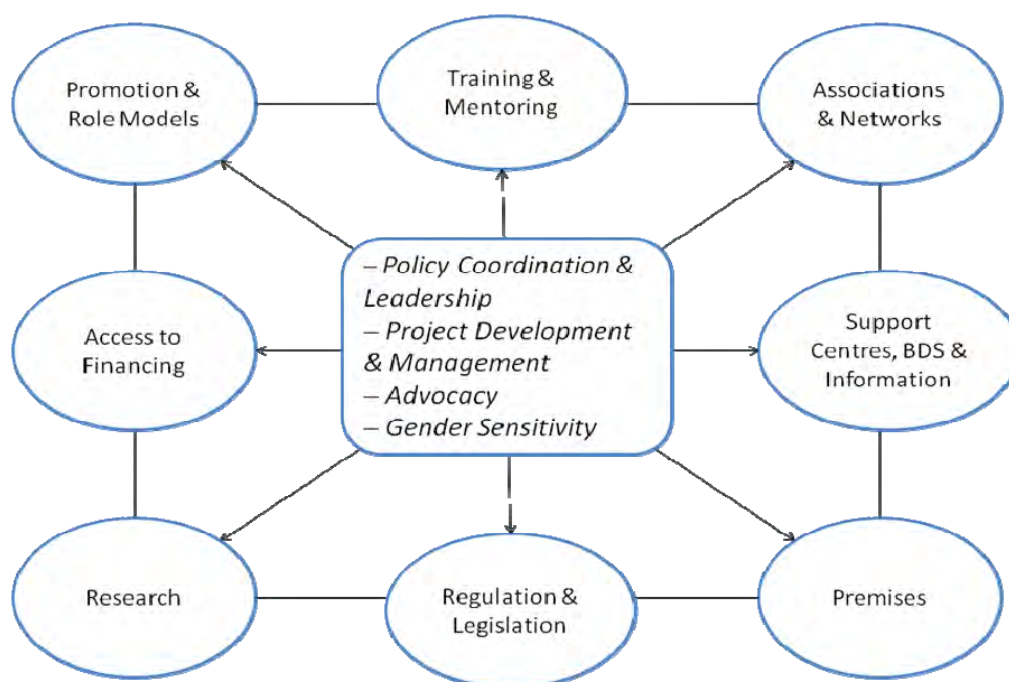 Promotion &
Role Models
Training &
Mentoring
Associations
& Networks
– Policy Coordination &
Leadership
– Project Development
& Management
– Advocacy
– Gender Sensitivity
Access to
Financing
Support
Centres, BDS &
Information
Research
Regulation &
Legislation
Premises